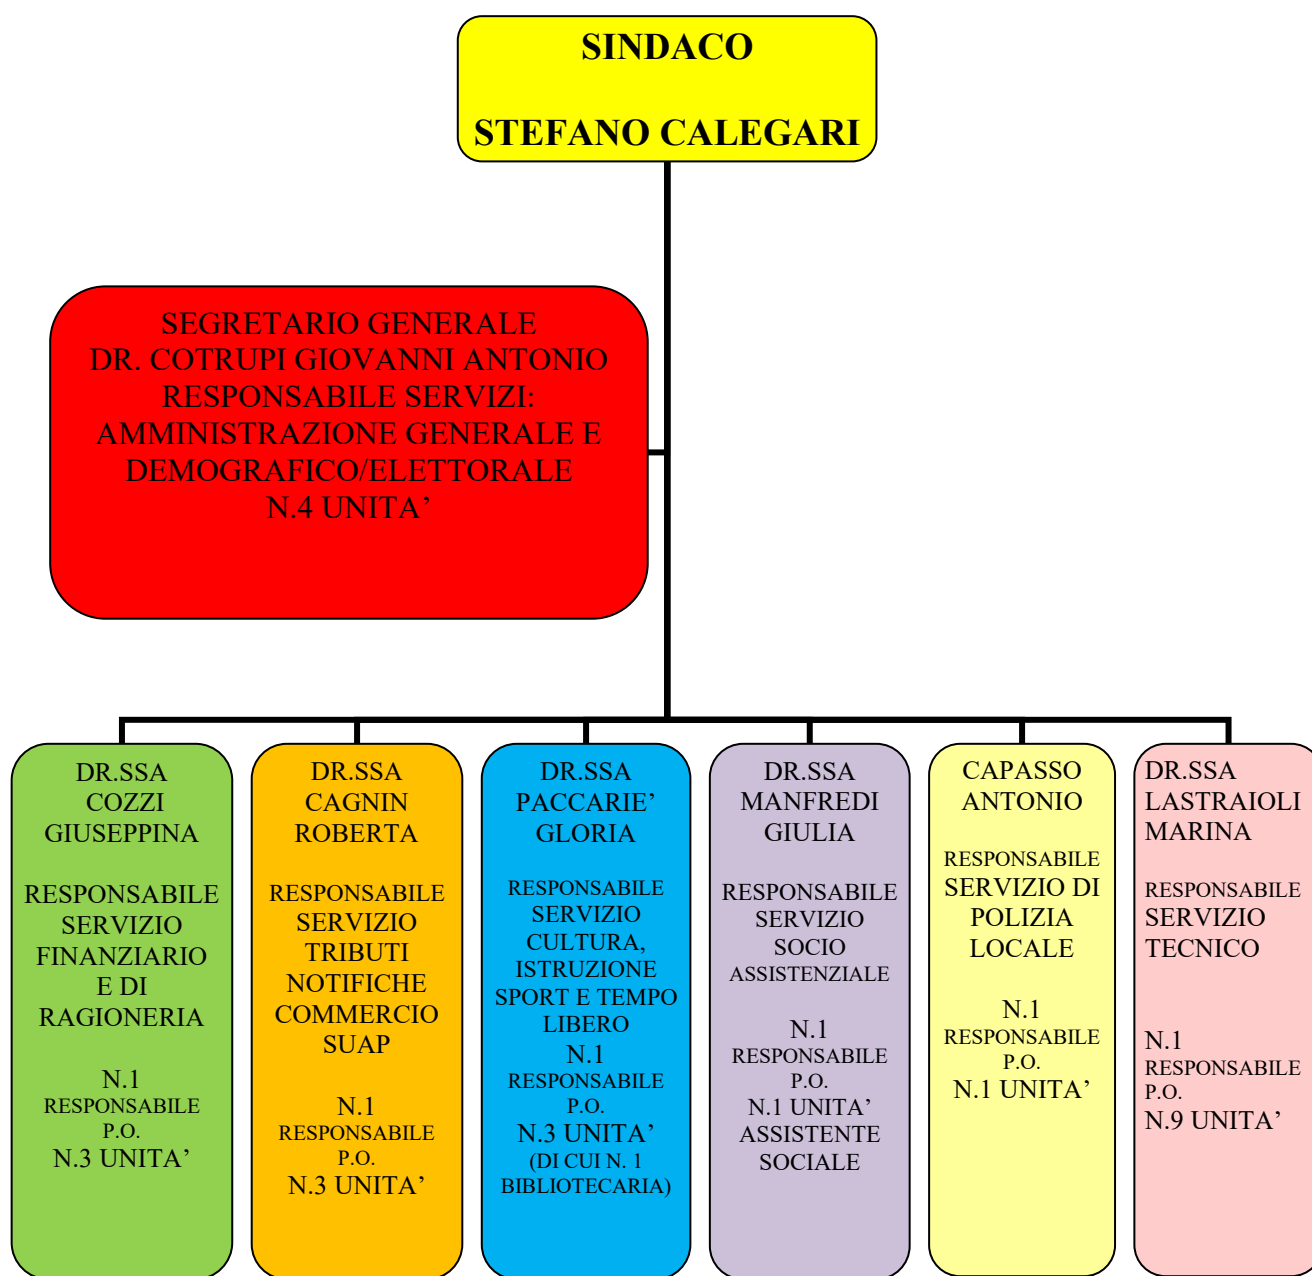 SINDACO
STEFANO CALEGARI
SEGRETARIO GENERALE
DR. COTRUPI GIOVANNI ANTONIO
RESPONSABILE SERVIZI:
AMMINISTRAZIONE GENERALE E
DEMOGRAFICO/ELETTORALE
N.4 UNITA’
DR.SSA
COZZI
GIUSEPPINA
RESPONSABILE
SERVIZIO
FINANZIARIO
E DI
RAGIONERIA
N.1
RESPONSABILE
P.O.
N.3 UNITA’
DR.SSA
CAGNIN
ROBERTA
RESPONSABILE
SERVIZIO
TRIBUTI
NOTIFICHE
COMMERCIO
SUAP
N.1
RESPONSABILE
P.O.
N.3 UNITA’
DR.SSA
PACCARIE’
GLORIA
RESPONSABILE
SERVIZIO
CULTURA,
ISTRUZIONE
SPORT E TEMPO
LIBERO
N.1
RESPONSABILE
P.O.
N.3 UNITA’
(DI CUI N. 1
BIBLIOTECARIA)
DR.SSA
MANFREDI
GIULIA
RESPONSABILE
SERVIZIO
SOCIO
ASSISTENZIALE
N.1
RESPONSABILE
P.O.
N.1 UNITA’
ASSISTENTE
SOCIALE
CAPASSO
ANTONIO
RESPONSABILE
SERVIZIO DI
POLIZIA
LOCALE
N.1
RESPONSABILE
P.O.
N.1 UNITA’
DR.SSA
LASTRAIOLI
MARINA
RESPONSABILE
SERVIZIO
TECNICO
N.1
RESPONSABILE
P.O.
N.9 UNITA’